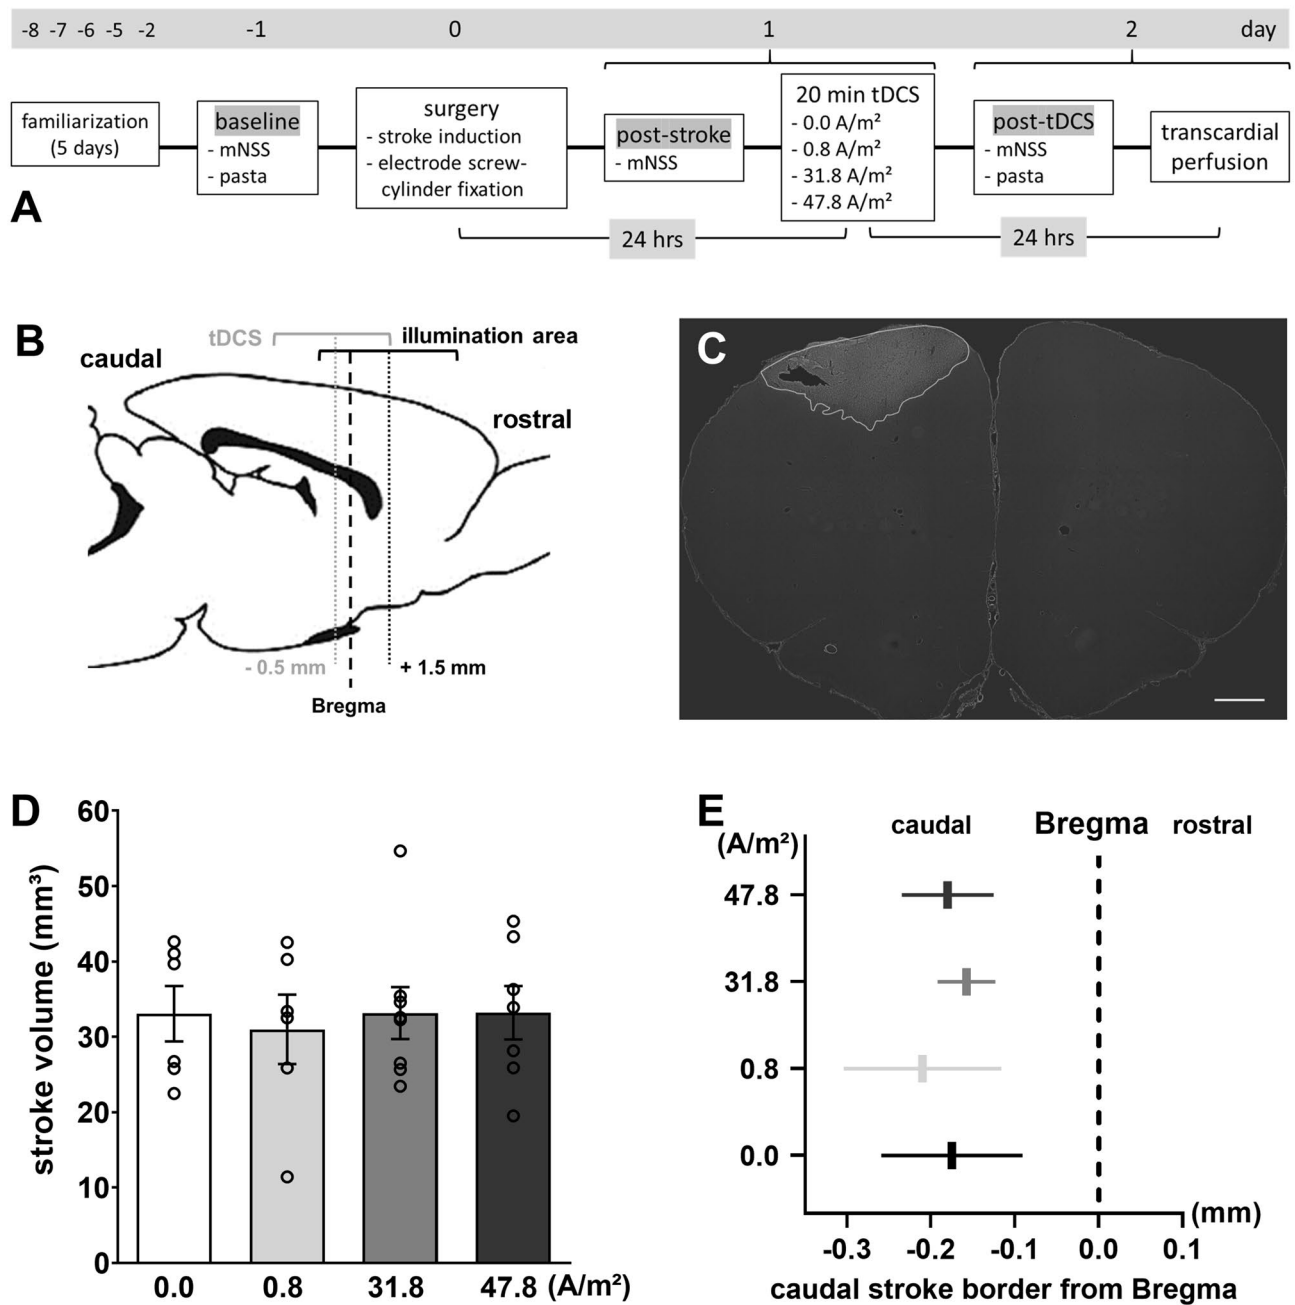 -8 -7 -6 -5 -2 -1 0 1 2 day
familiarization
(5 days)
baseline
- mNSS
- pasta
surgery
- stroke induction
- electrode screw-
cylinder fixation
post-stroke
- mNSS
20 min tDCS
- 0.0 A/m²
- 0.8 A/m²
- 31.8 A/m²
- 47.8 A/m²
post-tDCS
- mNSS
- pasta
transcardial
perfusion
A
24 hrs
24 hrs
B
tDCS
illumination area
caudal
rostral
- 0.5 mm
+ 1.5 mm
Bregma
C
D
60
50
40
30
20
10
0
stroke volume (mm³)
0.0 0.8 31.8 47.8 (A/m²)
E
caudal Bregma rostral
(A/m²)
47.8
31.8
0.8
0.0
(mm)
-0.3 -0.2 -0.1 0.0 0.1
caudal stroke border from Bregma